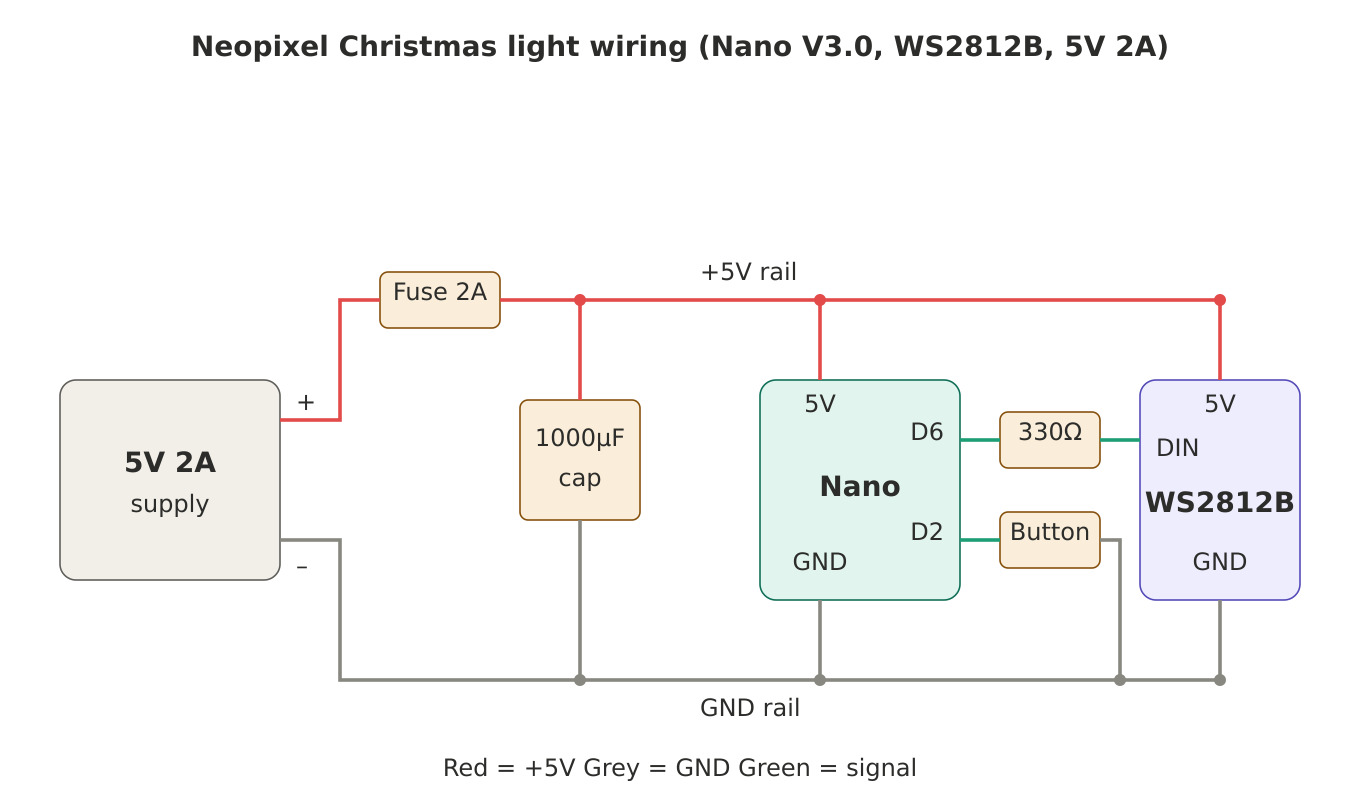 Neopixel Christmas light wiring (Nano V3.0, WS2812B, 5V 2A)
+5V rail
Fuse 2A
+
5V 2A
supply
–
1000µF
cap
5V
D6
Nano
D2
GND
330Ω
Button
5V
DIN
WS2812B
GND
GND rail
Red = +5V Grey = GND Green = signal